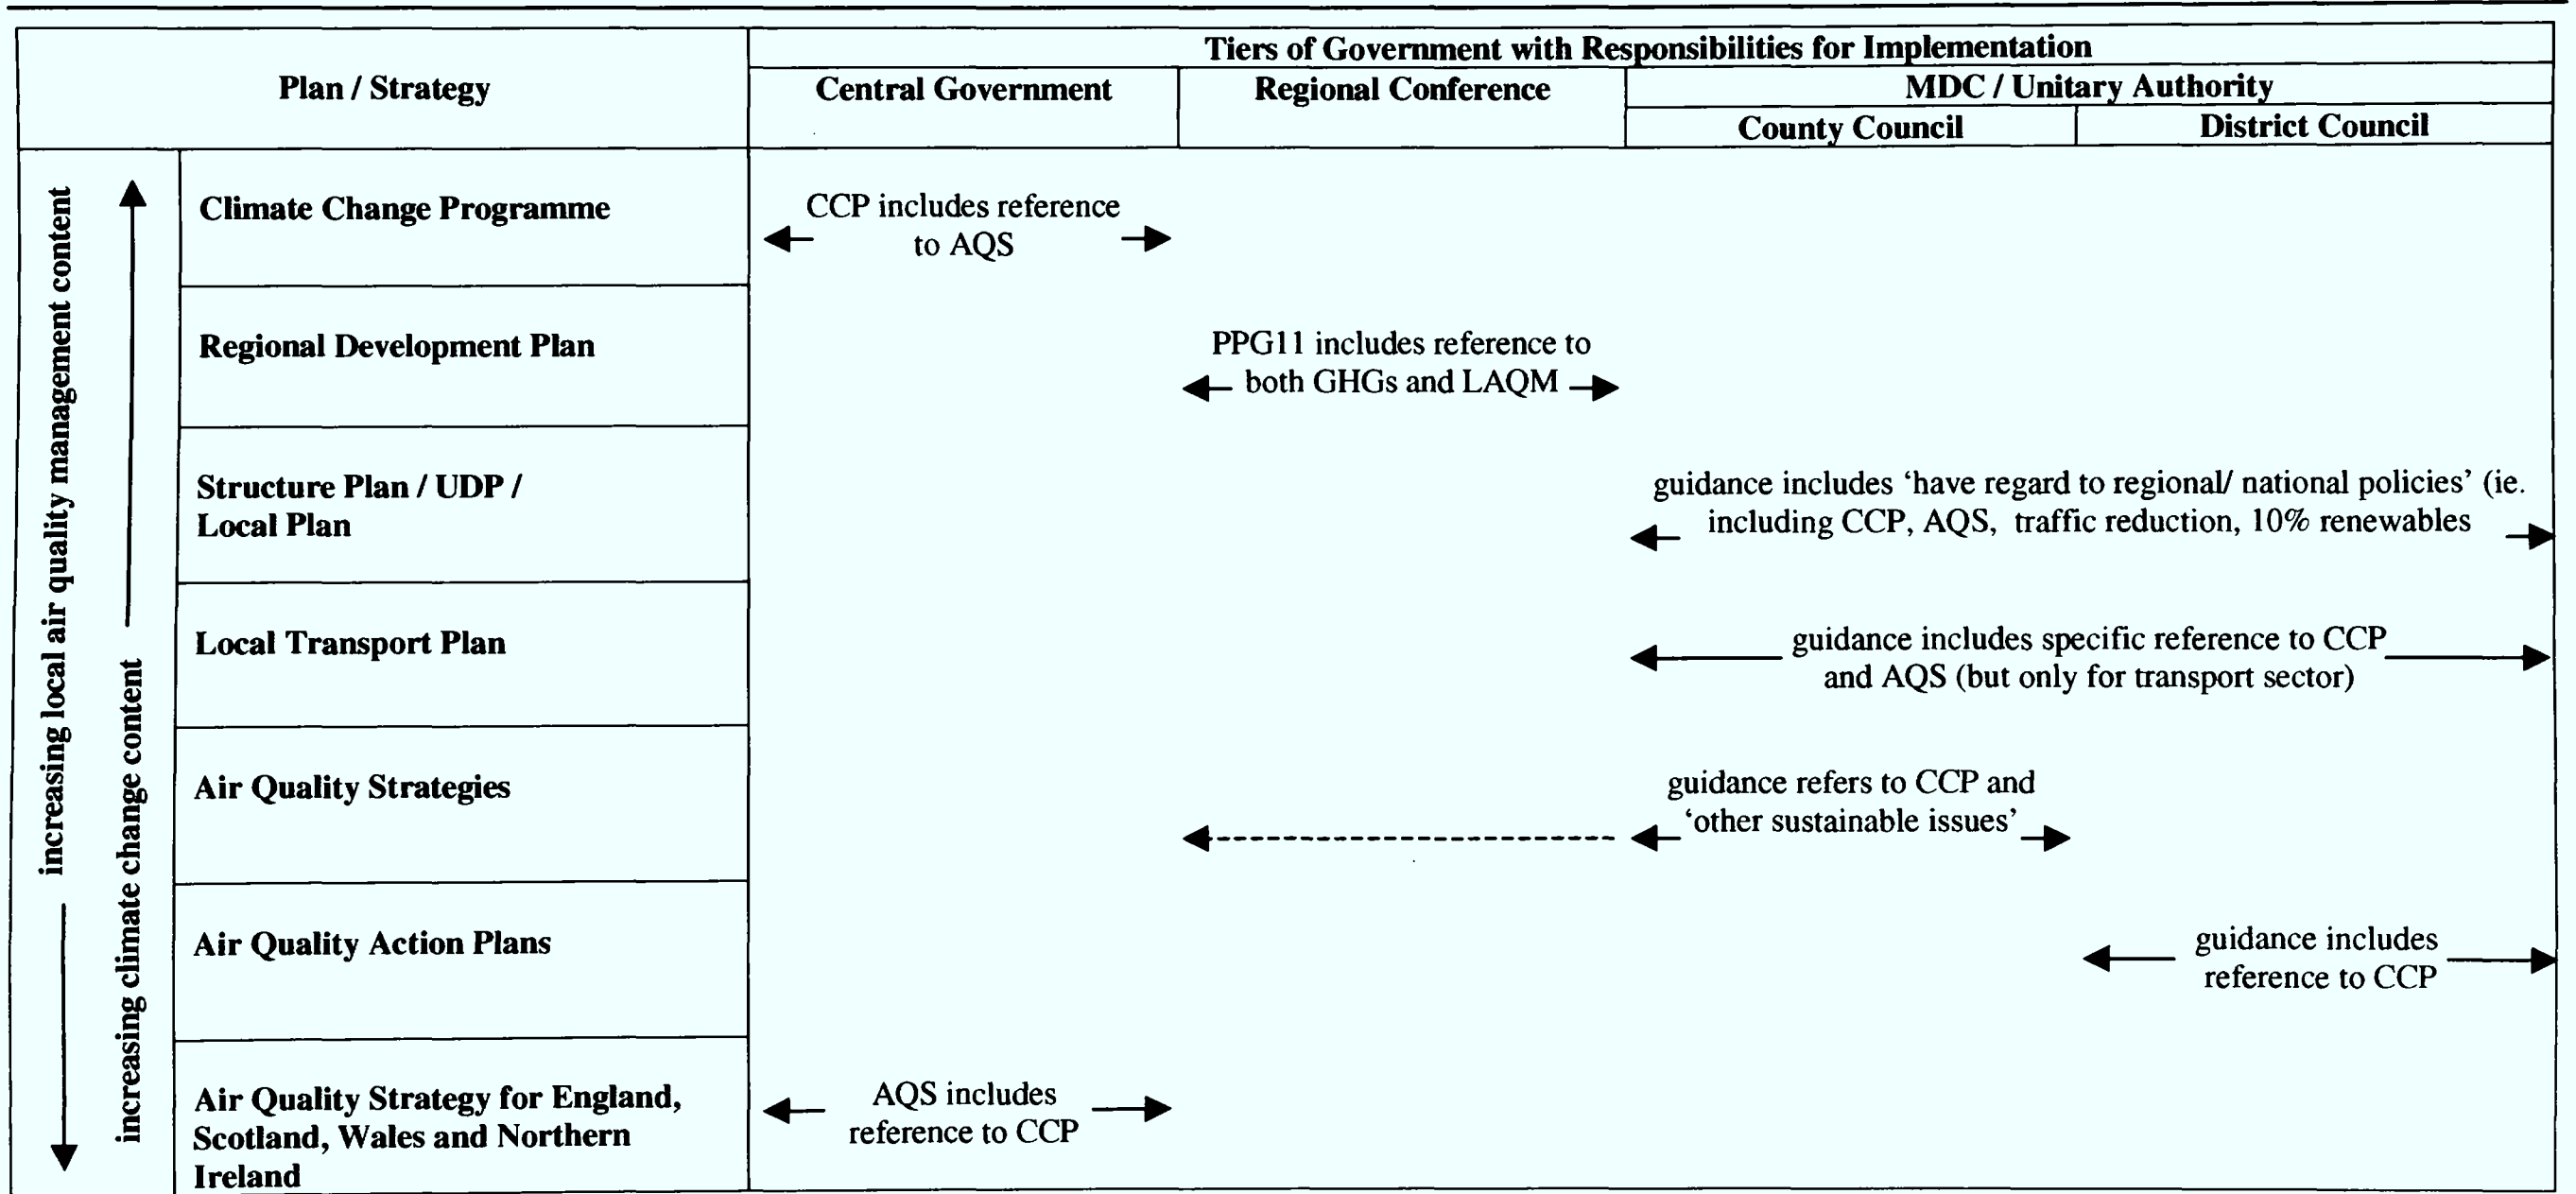 Plan / Strategy
Tiers of Government with Responsibilities for Implementation
Central Government
Regional Conference
MDC / Unitary Authority
County Council
District Council
increasing local air quality management content
increasing climate change content
Climate Change Programme
CCP includes reference
to AQS
Regional Development Plan
PPG11 includes reference to
both GHGs and LAQM
Structure Plan / UDP /
Local Plan
guidance includes ‘have regard to regional/ national policies’ (ie.
including CCP, AQS, traffic reduction, 10% renewables
Local Transport Plan
guidance includes specific reference to CCP
and AQS (but only for transport sector)
Air Quality Strategies
guidance refers to CCP and
‘other sustainable issues’
Air Quality Action Plans
guidance includes
reference to CCP
Air Quality Strategy for England,
Scotland, Wales and Northern
Ireland
AQS includes
reference to CCP